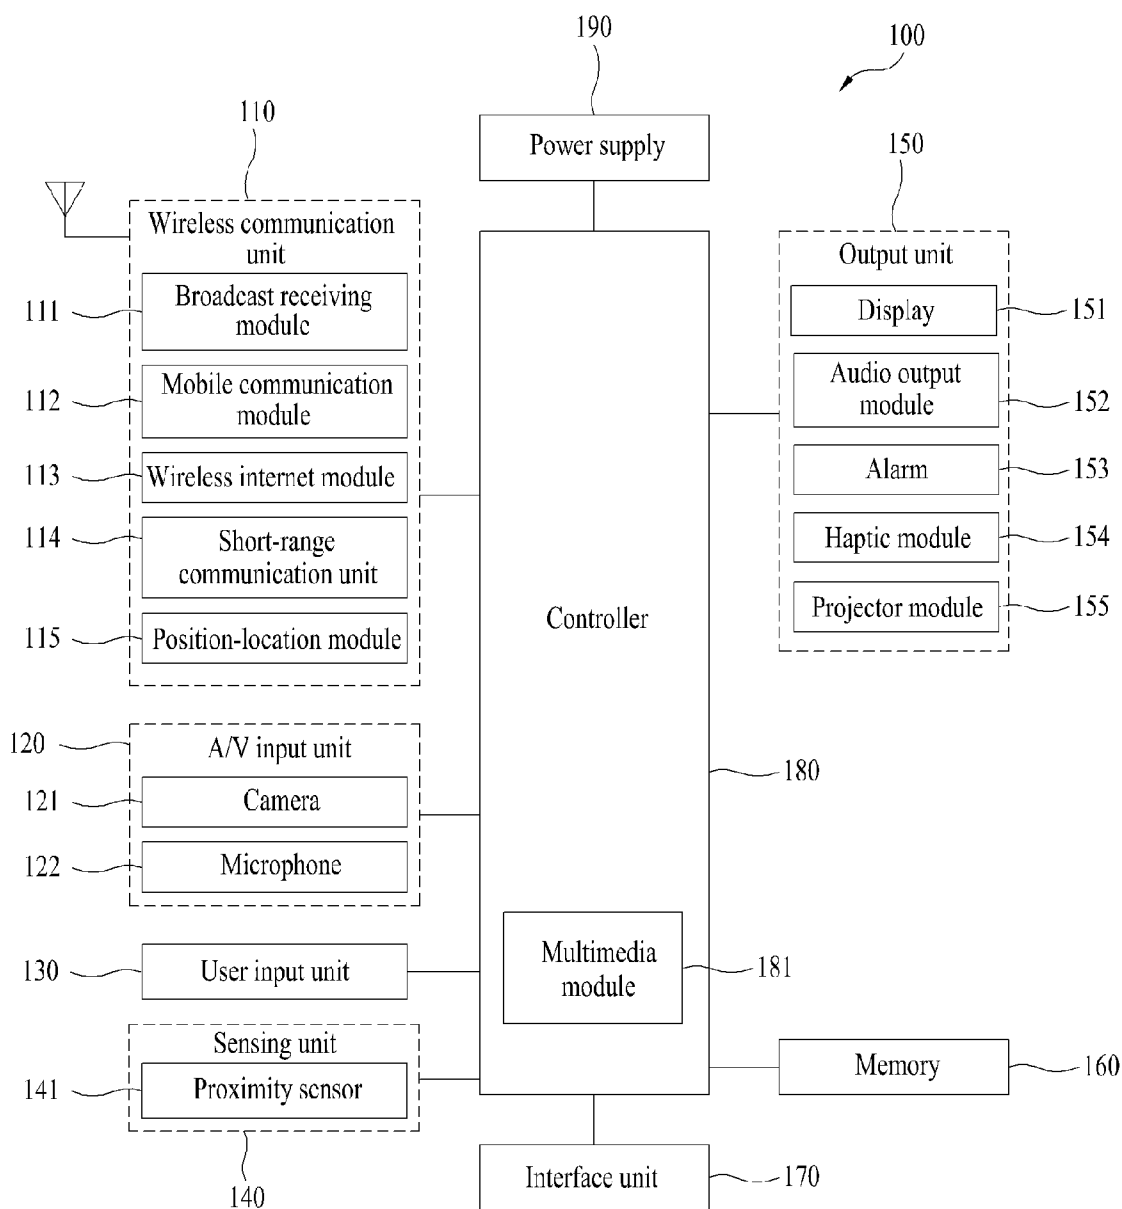 190
100
110
Power supply
150
Wireless communication
unit
Output unit
111
Broadcast receiving
module
Display
151
112
Mobile communication
module
Audio output
module
152
113
Wireless internet module
Alarm
153
114
Short-range
communication unit
Haptic module
154
115
Position-location module
Controller
Projector module
155
120
A/V input unit
180
121
Camera
122
Microphone
130
User input unit
Multimedia
module
181
Sensing unit
141
Proximity sensor
Memory
160
140
Interface unit
170